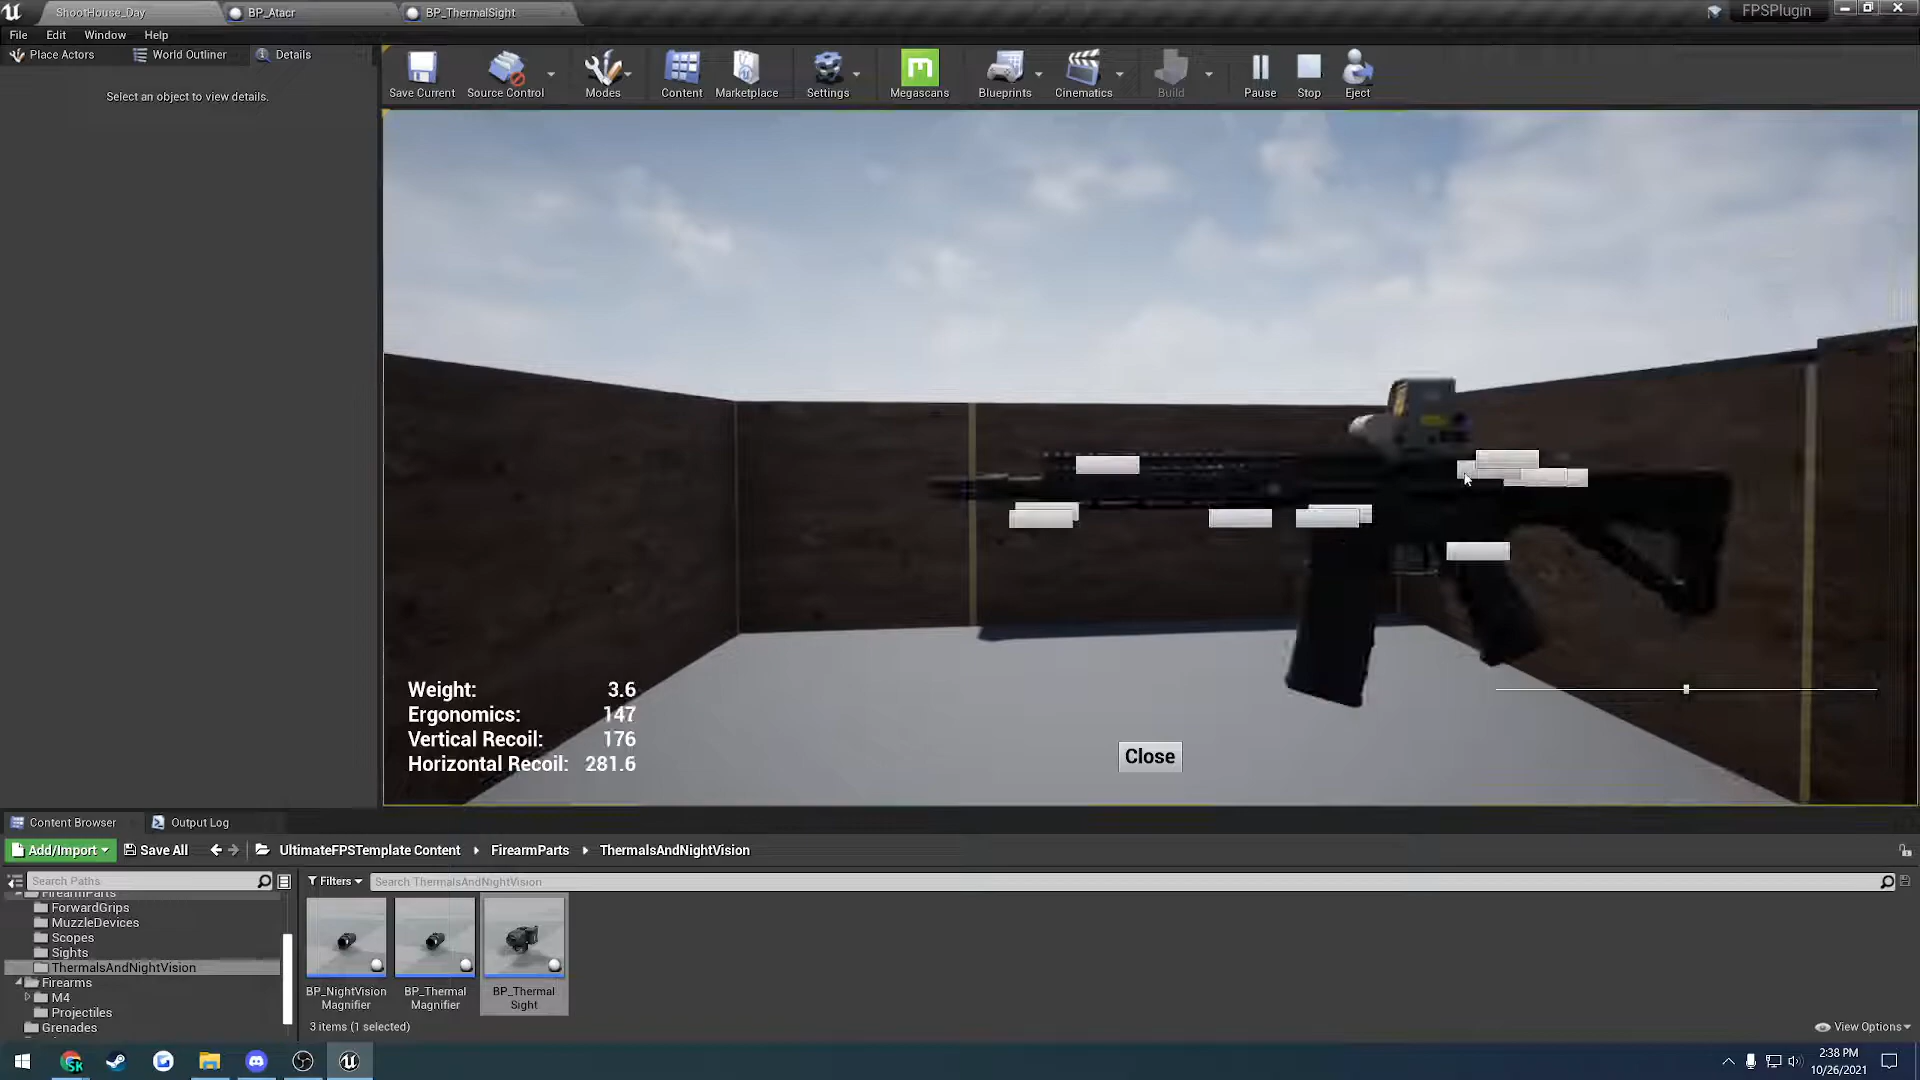 ShootHouse_Day
BP_Atacr
BP_ThermalSight
FPSPlugin
File Edit Window Help
Place Actors
World Outliner
Details
Select an object to view details.
Save Current
Source Control
Modes
Content
Marketplace
Settings
Megascans
Blueprints
Cinematics
Build
Pause
Stop
Eject
Weight: 3.6
Ergonomics: 147
Vertical Recoil: 176
Horizontal Recoil: 281.6
Close
Content Browser
Output Log
Add/Import
Save All
UltimateFPSTemplate Content
FirearmParts
ThermalsAndNightVision
Search Paths
Filters
Search ThermalsAndNightVision
FirearmParts
ForwardGrips
MuzzleDevices
Scopes
Sights
ThermalsAndNightVision
Firearms
M4
Projectiles
Grenades
BP_NightVision
Magnifier
BP_Thermal
Magnifier
BP_Thermal
Sight
3 items (1 selected)
View Options
Sk
2:38 PM
10/26/2021